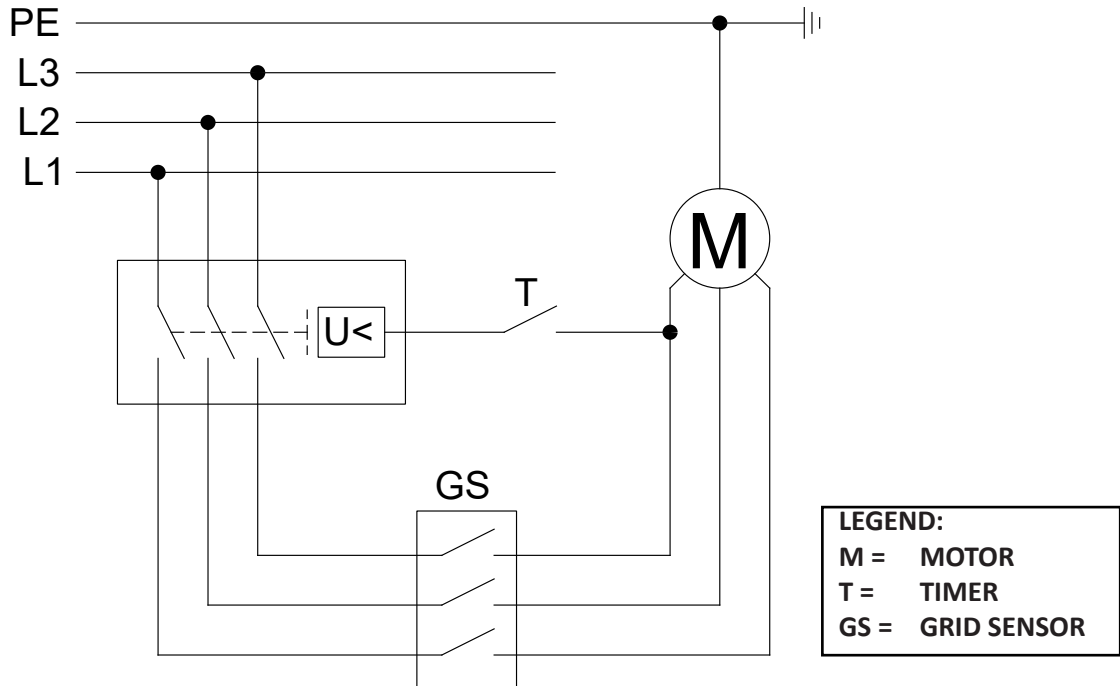 PE
L3
L2
L1
M
T
U<
GS
LEGEND:
M = MOTOR
T = TIMER
GS = GRID SENSOR